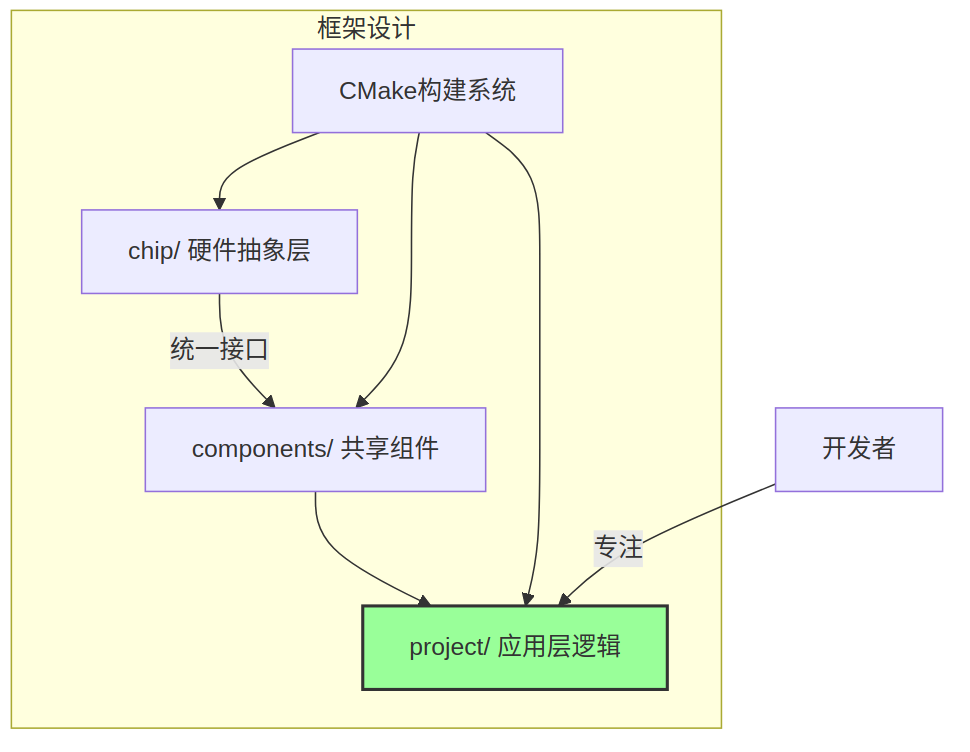 框架设计
CMake构建系统
chip/ 硬件抽象层
统一接口
components/ 共享组件
开发者
专注
project/ 应用层逻辑